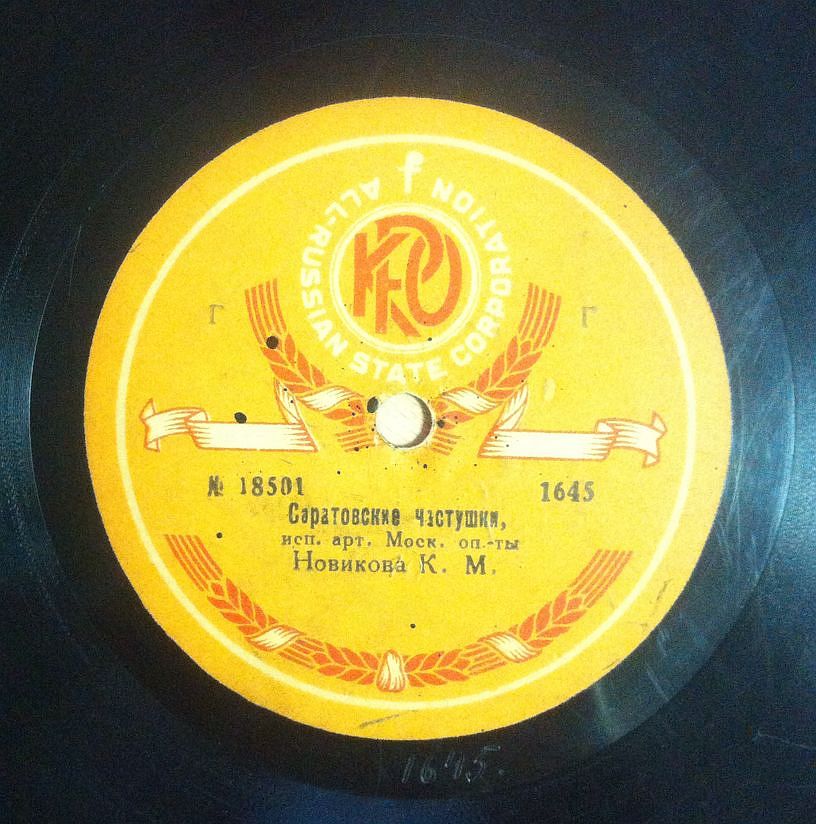 ALL-RUSSIAN STATE CORPORATION
Г Г
№ 18501 1645
Саратовские частушки,
исп. арт. Моск. оп-ты
Новикова К. М.
1645.